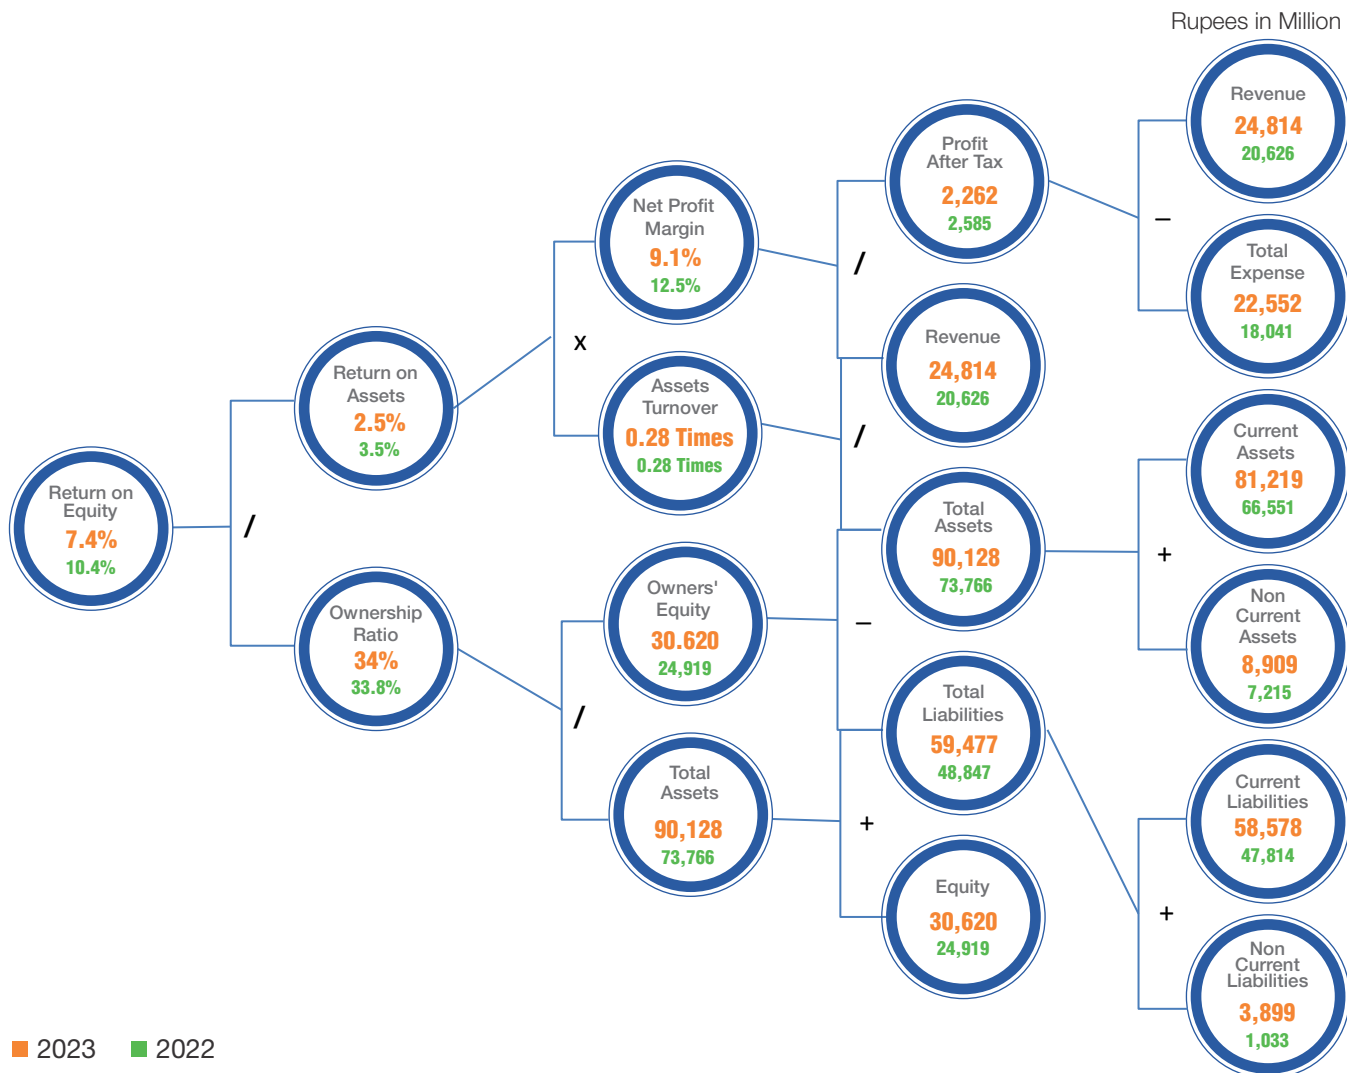 Rupees in Million
Revenue
24,814
20,626
Profit
After Tax
2,262
2,585
–
Net Profit
Margin
9.1%
12.5%
/
Total
Expense
22,552
18,041
Return on
Assets
2.5%
3.5%
x
Revenue
24,814
20,626
Assets
Turnover
0.28 Times
0.28 Times
/
Current
Assets
81,219
66,551
Return on
Equity
7.4%
10.4%
/
Total
Assets
90,128
73,766
+
Ownership
Ratio
34%
33.8%
Owners'
Equity
30.620
24,919
–
Non
Current
Assets
8,909
7,215
/
Total
Liabilities
59,477
48,847
Total
Assets
90,128
73,766
+
Current
Liabilities
58,578
47,814
Equity
30,620
24,919
+
Non
Current
Liabilities
3,899
1,033
2023
2022